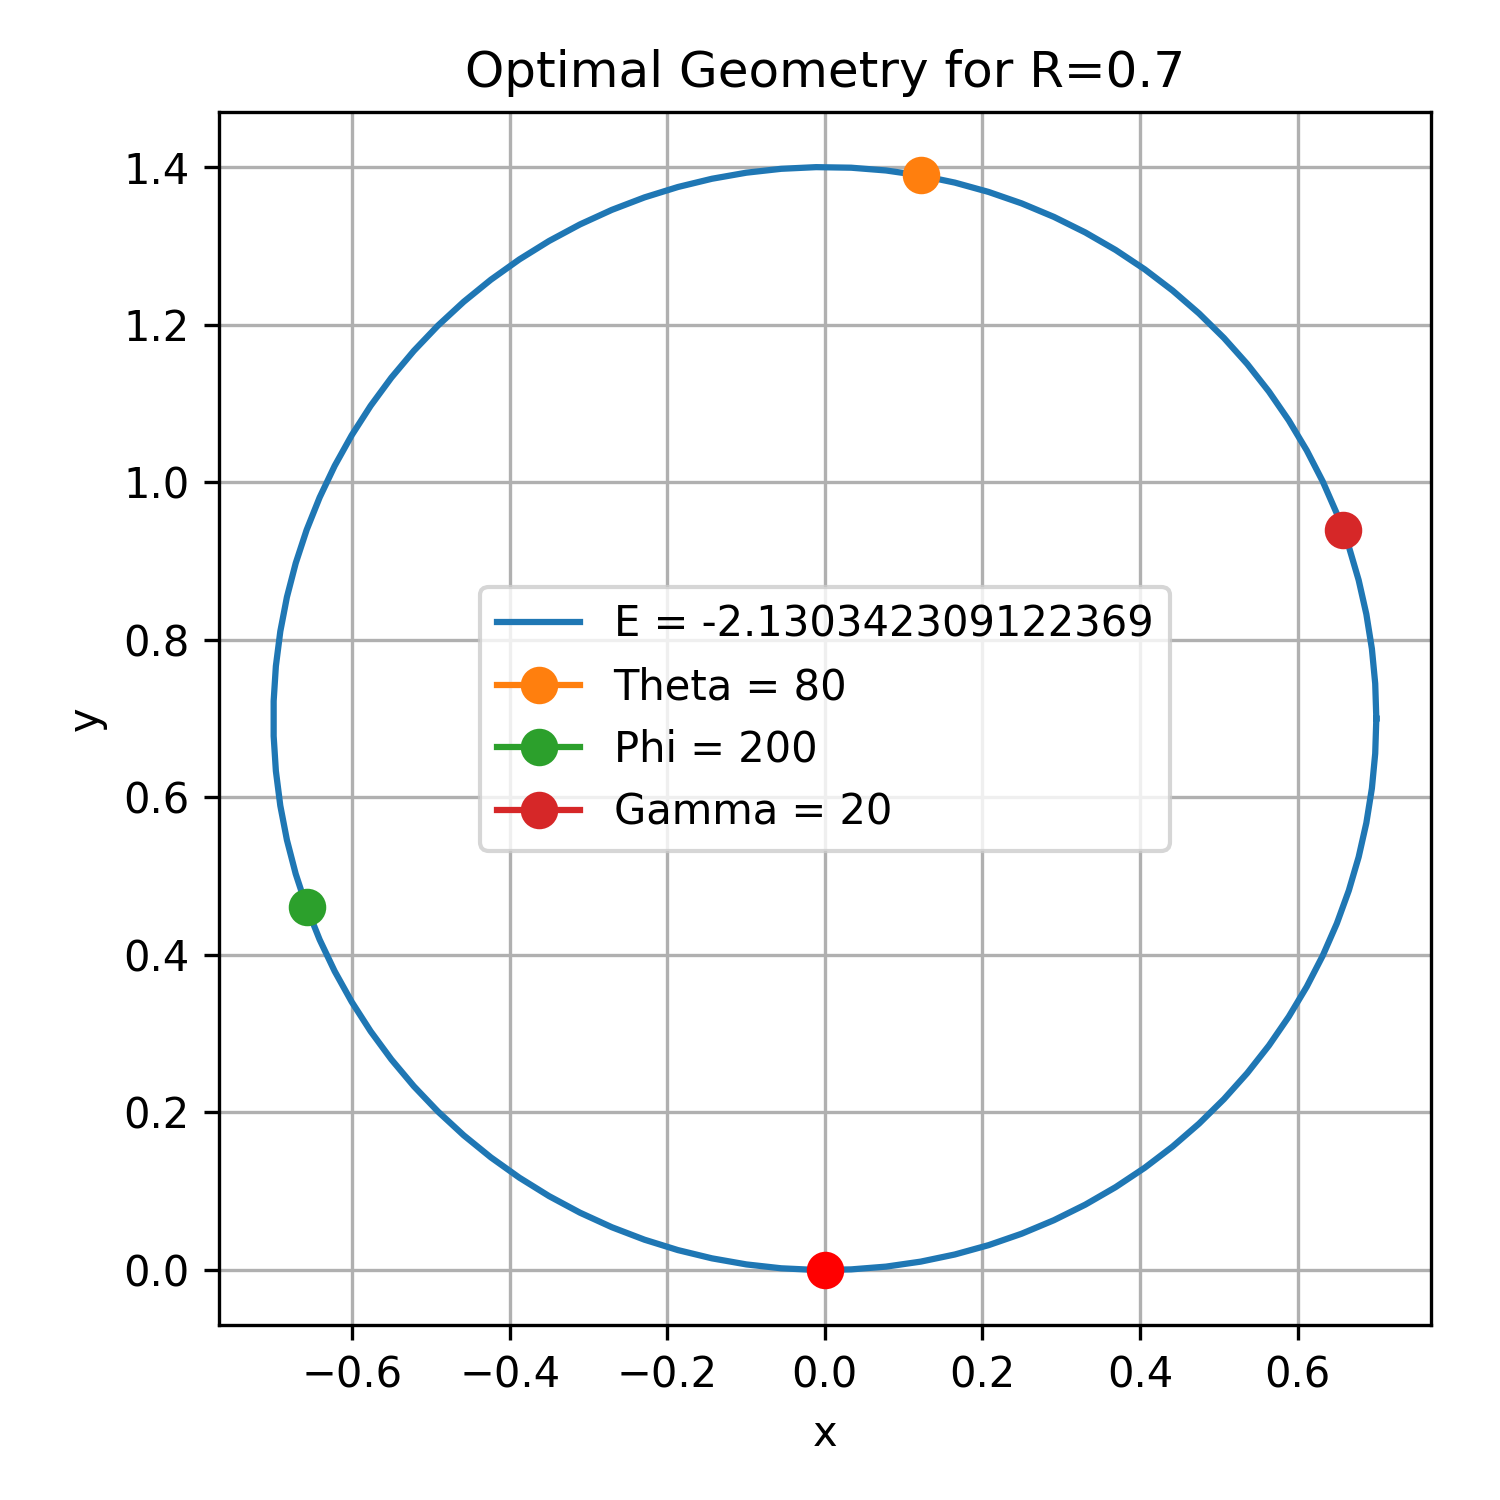 Optimal Geometry for R=0.7
1.4
1.2
1.0
0.8
0.6
0.4
0.2
0.0
y
E = -2.130342309122369
Theta = 80
Phi = 200
Gamma = 20
−0.6 −0.4 −0.2 0.0 0.2 0.4 0.6
x